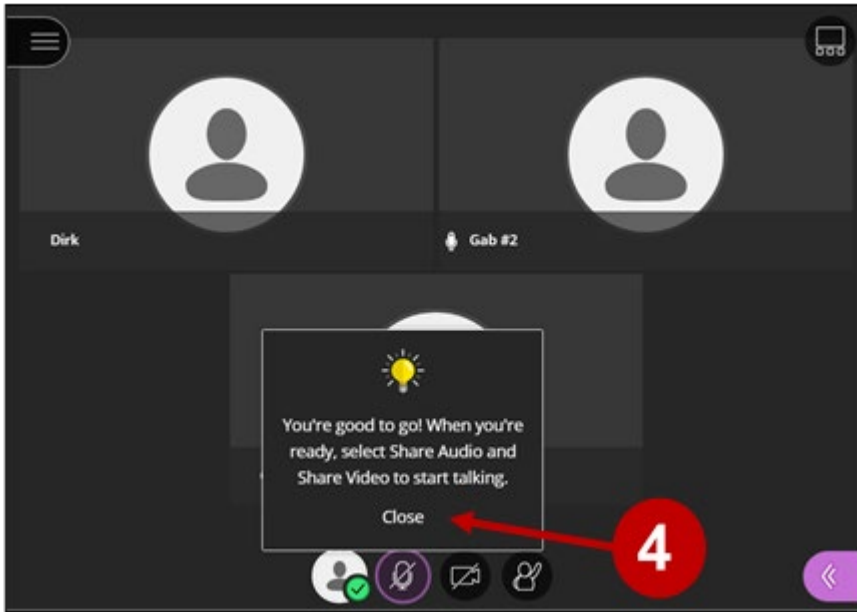 Dirk
Gab #2
You're good to go! When you're
ready, select Share Audio and
Share Video to start talking.
Close
4